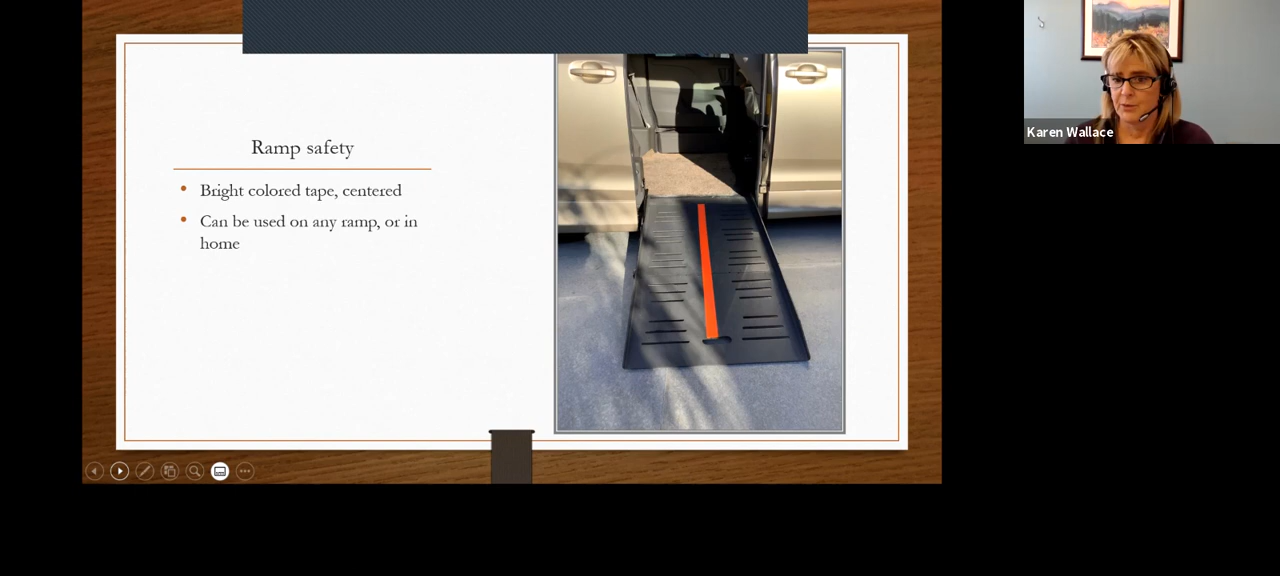 Ramp safety
Bright colored tape, centered
Can be used on any ramp, or in
home
Karen Wallace